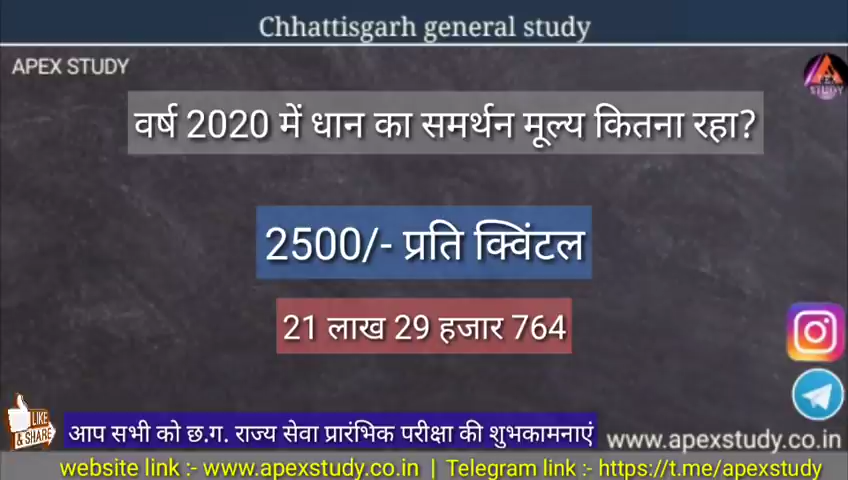 Chhattisgarh general study
APEX STUDY
APEX
STUDY
वर्ष 2020 में धान का समर्थन मूल्य कितना रहा?
2500/- प्रति क्विंटल
21 लाख 29 हजार 764
LIKE
& SHARE
आप सभी को छ.ग. राज्य सेवा प्रारंभिक परीक्षा की शुभकामनाएं
www.apexstudy.co.in
website link :- www.apexstudy.co.in | Telegram link :- https://t.me/apexstudy